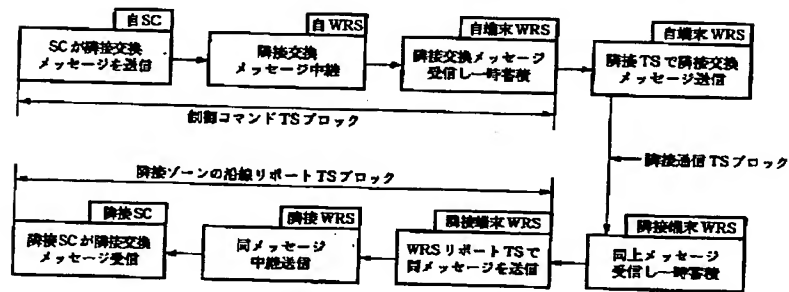 自SC
SCが隣接交換
メッセージを送信
自WRS
隣接交換
メッセージ中継
自端末WRS
隣接交換メッセージ
受信し一時蓄積
自端末WRS
隣接TSで隣接交換
メッセージ送信
制御コマンドTSブロック
隣接通信TSブロック
隣接ゾーンの沿線リポートTSブロック
隣接SC
隣接SCが隣接交換
メッセージ受信
隣接WRS
同メッセージ
中継送信
隣接端末WRS
WRSリポートTSで
同メッセージを送信
隣接端末WRS
同上メッセージ
受信し一時蓄積